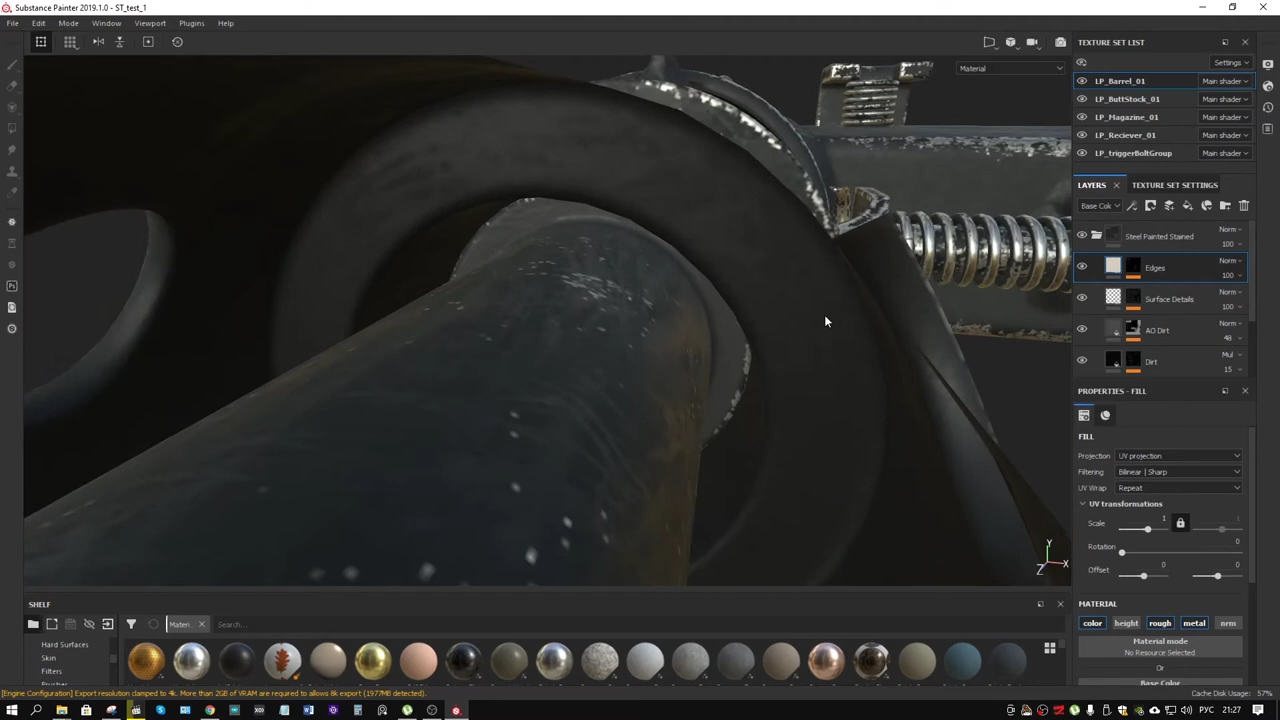 Substance Painter 2019.1.0 - ST_test_1
File Edit Mode Window Viewport Plugins Help
Material
TEXTURE SET LIST
Settings
LP_Barrel_01 Main shader
LP_ButtStock_01 Main shader
LP_Magazine_01 Main shader
LP_Reciever_01 Main shader
LP_triggerBoltGroup Main shader
LAYERS TEXTURE SET SETTINGS
Base Col
Steel Painted Stained Norm 100
Edges Norm 100
Surface Details Norm 100
AO Dirt Norm 48
Dirt Mul 15
PROPERTIES - FILL
FILL
Projection UV projection
Filtering Bilinear | Sharp
UV Wrap Repeat
UV transformations
Scale 1
Rotation 0
Offset 0 0
MATERIAL
color height rough metal nrm
Material mode
No Resource Selected
Or
Base Color
Y
X
Z
SHELF
Materi... Search...
Hard Surfaces
Skin
Filters
Brushes
[Engine Configuration] Export resolution clamped to 4k. More than 2GB of VRAM are required to allows 8k export (1977MB detected).
Cache Disk Usage: 57%
РУС 21:27